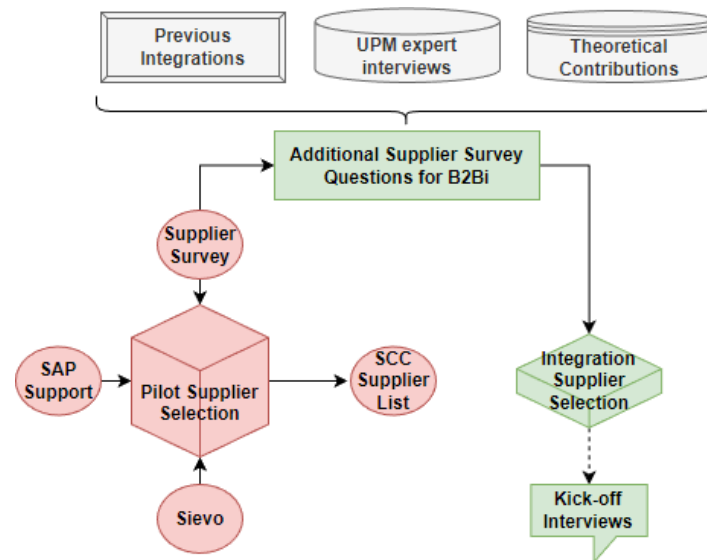 Previous
Integrations
UPM expert
interviews
Theoretical
Contributions
Additional Supplier Survey
Questions for B2Bi
Supplier
Survey
SAP
Support
Pilot Supplier
Selection
SCC
Supplier
List
Integration
Supplier
Selection
Sievo
Kick-off
Interviews